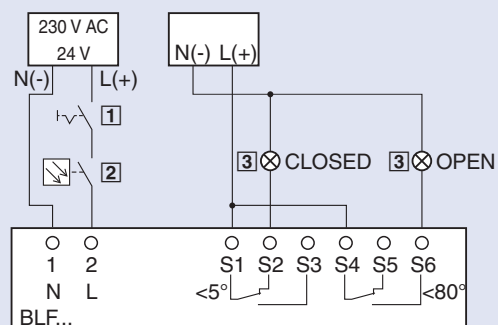 230 V AC
24 V
N(-) L(+)
N(-) L(+)
1
2
3 CLOSED 3 OPEN
1 2 S1 S2 S3 S4 S5 S6
N L <5° <80°
BLF...